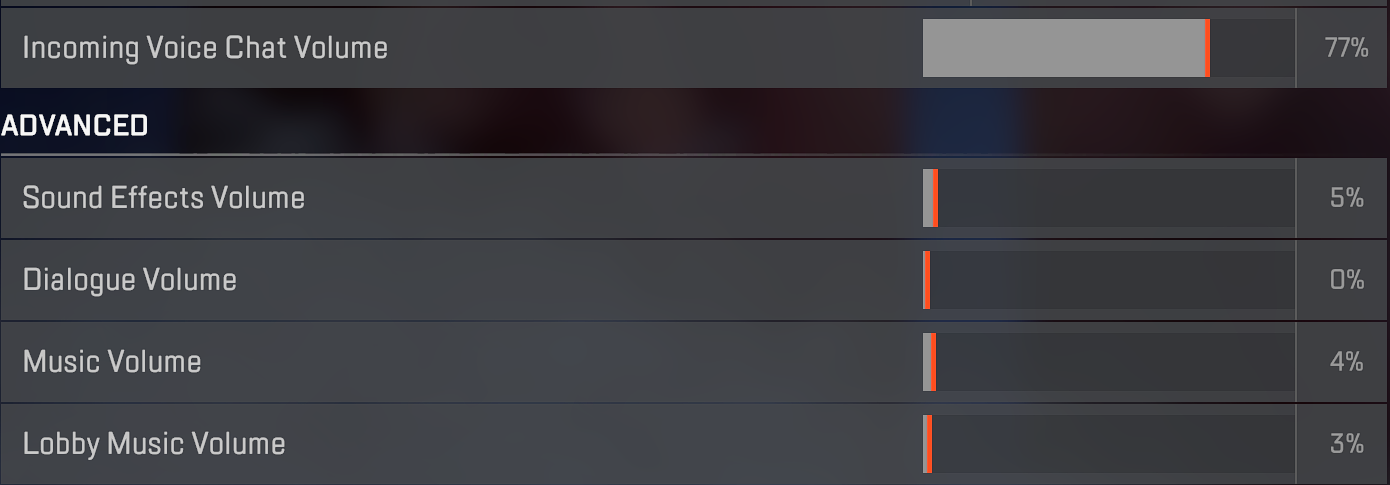 Incoming Voice Chat Volume 77%
ADVANCED
Sound Effects Volume 5%
Dialogue Volume 0%
Music Volume 4%
Lobby Music Volume 3%